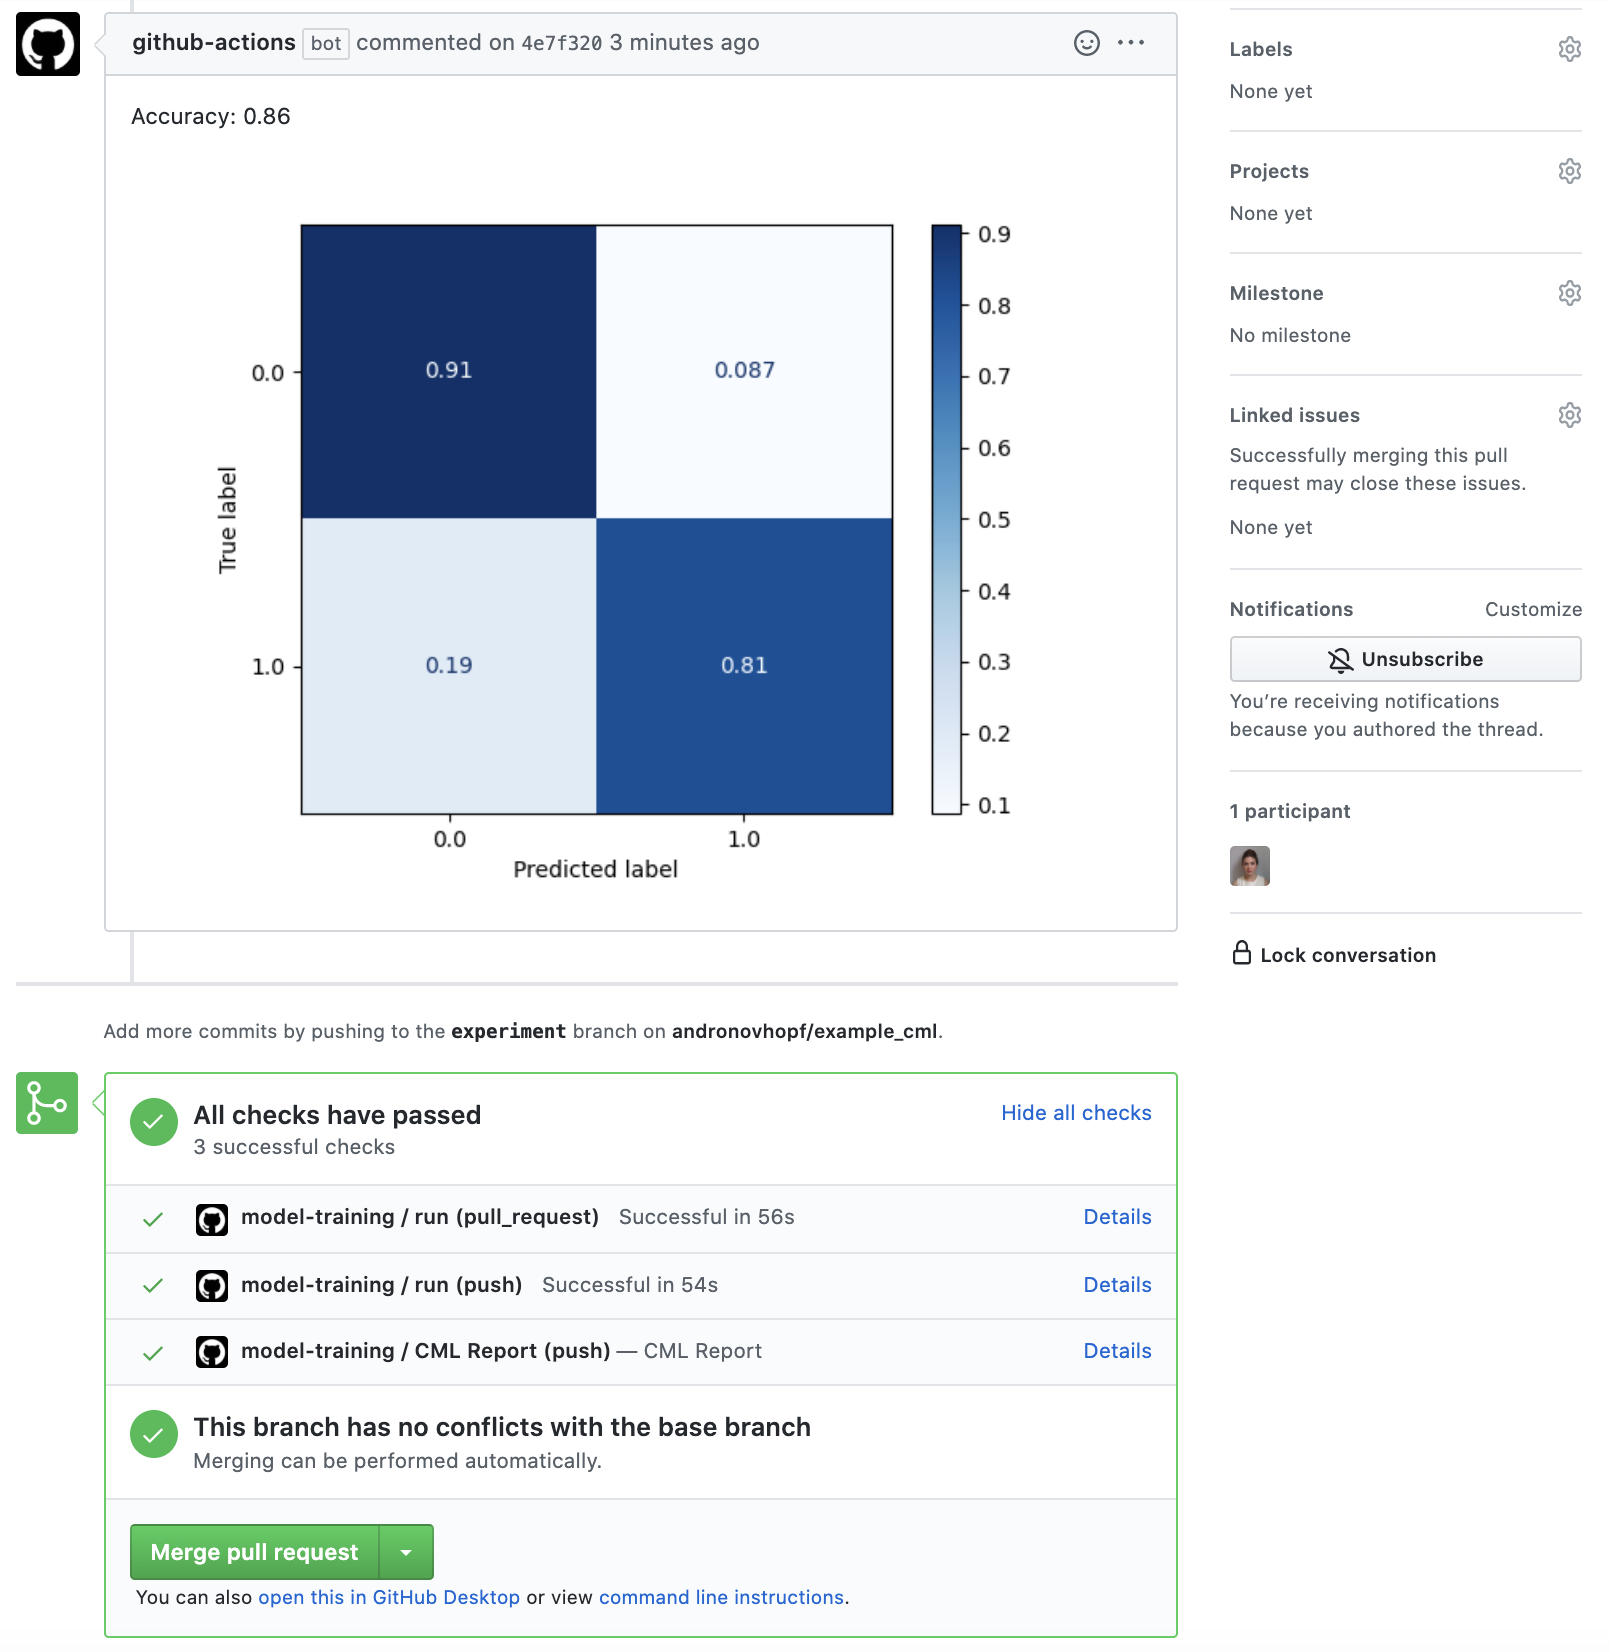 github-actions bot commented on 4e7f320 3 minutes ago
Accuracy: 0.86
0.91
0.087
0.19
0.81
0.0
1.0
True label
0.0
1.0
Predicted label
0.9
0.8
0.7
0.6
0.5
0.4
0.3
0.2
0.1
Add more commits by pushing to the experiment branch on andronovhopf/example_cml.
All checks have passed
3 successful checks
Hide all checks
model-training / run (pull_request) Successful in 56s Details
model-training / run (push) Successful in 54s Details
model-training / CML Report (push) — CML Report Details
This branch has no conflicts with the base branch
Merging can be performed automatically.
Merge pull request
You can also open this in GitHub Desktop or view command line instructions.
Labels
None yet
Projects
None yet
Milestone
No milestone
Linked issues
Successfully merging this pull
request may close these issues.
None yet
Notifications
Customize
Unsubscribe
You’re receiving notifications
because you authored the thread.
1 participant
Lock conversation